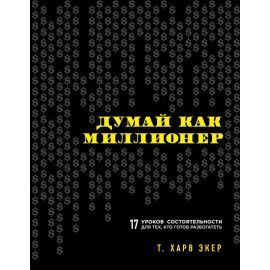 ДУМАЙ КАК
МИЛЛИОНЕР
17 УРОКОВ СОСТОЯТЕЛЬНОСТИ
ДЛЯ ТЕХ, КТО ГОТОВ РАЗБОГАТЕТЬ
Т. ХАРВ ЭКЕР